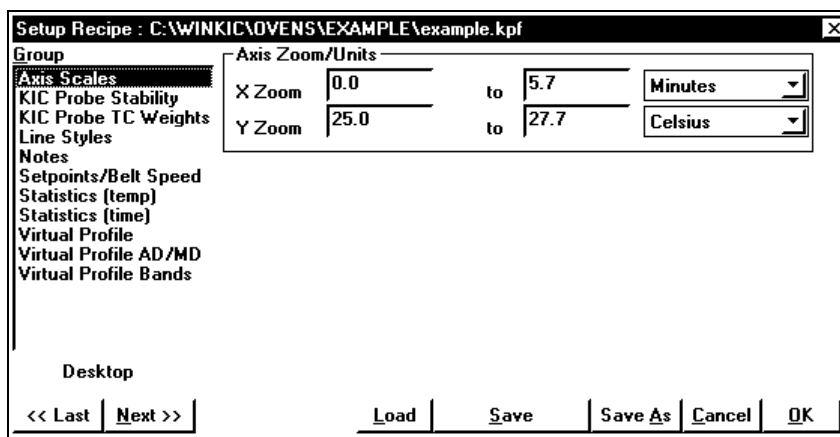 Setup Recipe : C:\WINKIC\OVENS\EXAMPLE\example.kpf
Group
Axis Scales
KIC Probe Stability
KIC Probe TC Weights
Line Styles
Notes
Setpoints/Belt Speed
Statistics (temp)
Statistics (time)
Virtual Profile
Virtual Profile AD/MD
Virtual Profile Bands
Desktop
Axis Zoom/Units
X Zoom 0.0 to 5.7 Minutes
Y Zoom 25.0 to 27.7 Celsius
<< Last Next >> Load Save Save As Cancel OK